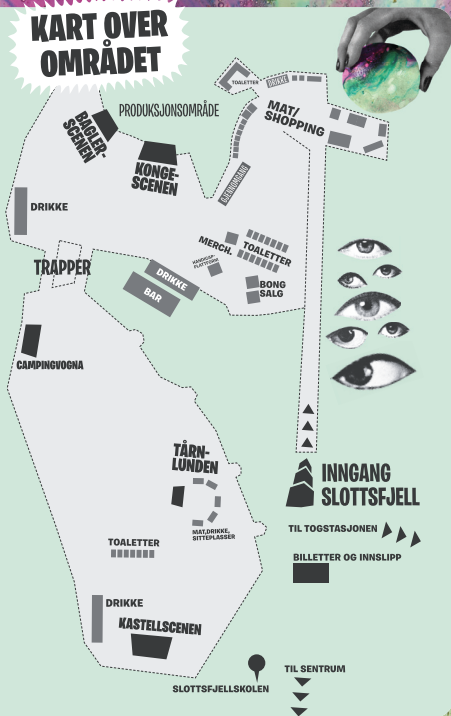 KART OVER
OMRÅDET
TOALETTER
DRIKKE
PRODUKSJONSOMRÅDE
MAT/
SHOPPING
BAGLER-
SCENEN
KONGE-
SCENEN
GJENNOMGANG
DRIKKE
MERCH.
TOALETTER
HANDICAP-
PLATTFORM
TRAPPER
DRIKKE
BAR
BONG
SALG
CAMPINGVOGNA
TÅRN-
LUNDEN
INNGANG
SLOTTSFJELL
MAT,DRIKKE,
SITTEPLASSER
TIL TOGSTASJONEN
TOALETTER
BILLETTER OG INNSLIPP
DRIKKE
KASTELLSCENEN
TIL SENTRUM
SLOTTSFJELLSKOLEN